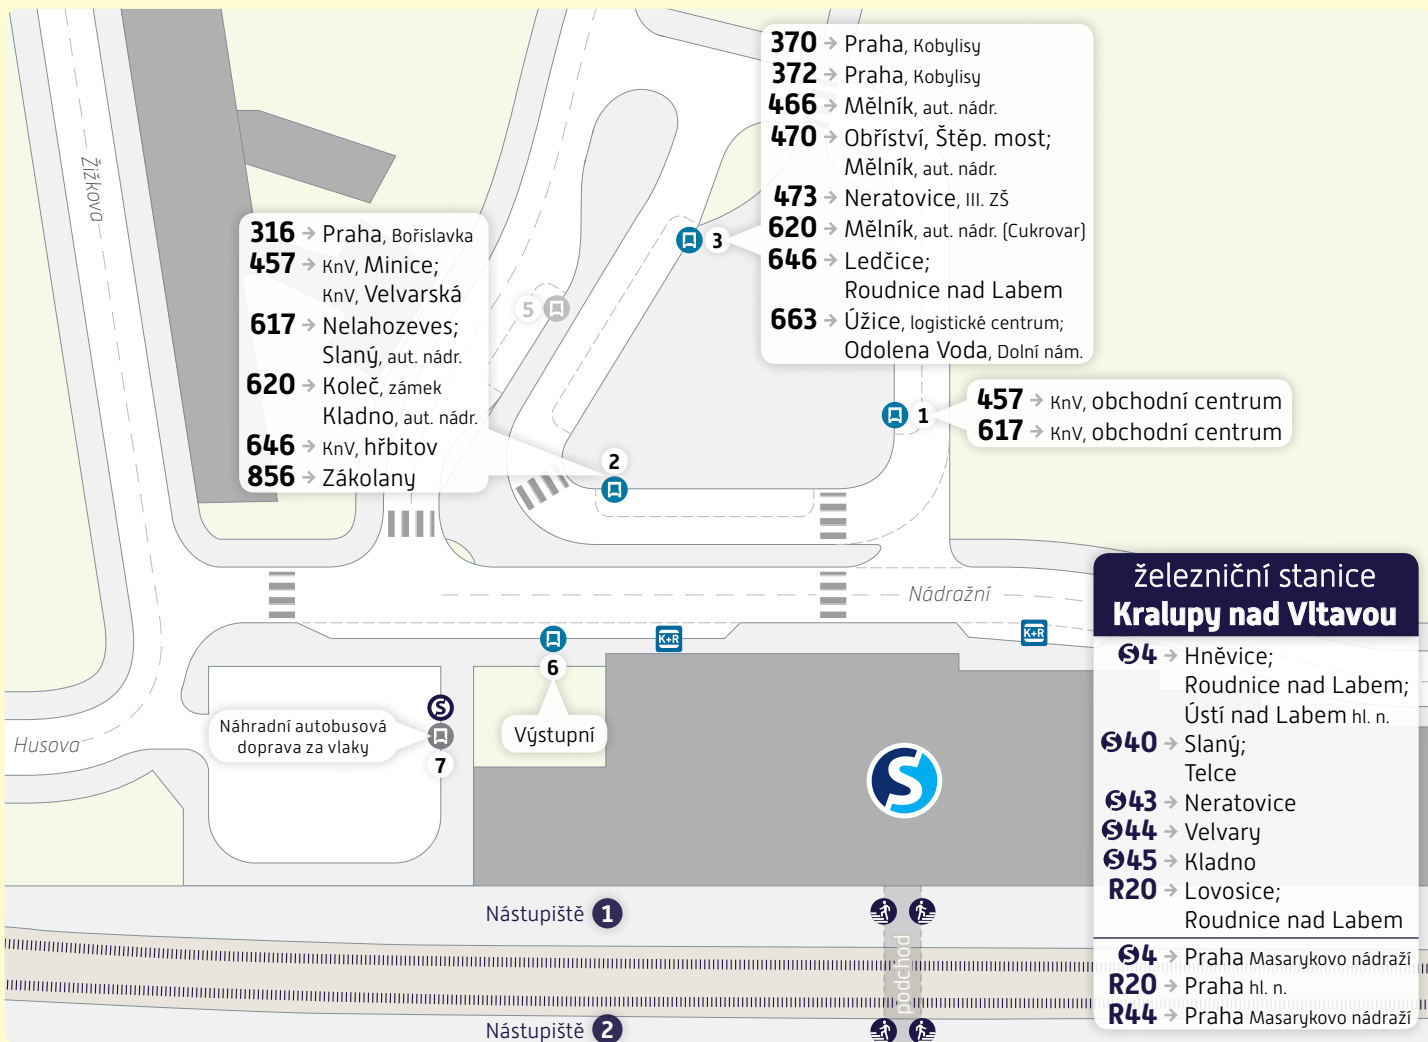 370 → Praha, Kobylisy
372 → Praha, Kobylisy
466 → Mělník, aut. nádr.
470 → Obříství, Štěp. most;
Mělník, aut. nádr.
473 → Neratovice, III. ZŠ
620 → Mělník, aut. nádr. (Cukrovar)
646 → Ledčice;
Roudnice nad Labem
663 → Úžice, logistické centrum;
Odolena Voda, Dolní nám.
3
Žižkova
316 → Praha, Bořislavka
457 → KnV, Minice;
KnV, Velvarská
617 → Nelahozeves;
Slaný, aut. nádr.
620 → Koleč, zámek
Kladno, aut. nádr.
646 → KnV, hřbitov
856 → Zákolany
5
2
1
457 → KnV, obchodní centrum
617 → KnV, obchodní centrum
Nádražní
K+R
K+R
6
Výstupní
Husova
Náhradní autobusová
doprava za vlaky
S
7
S
železniční stanice
Kralupy nad Vltavou
S4 → Hněvice;
Roudnice nad Labem;
Ústí nad Labem hl. n.
S40 → Slaný;
Telce
S43 → Neratovice
S44 → Velvary
S45 → Kladno
R20 → Lovosice;
Roudnice nad Labem
S4 → Praha Masarykovo nádraží
R20 → Praha hl. n.
R44 → Praha Masarykovo nádraží
Nástupiště 1
podchod
Nástupiště 2